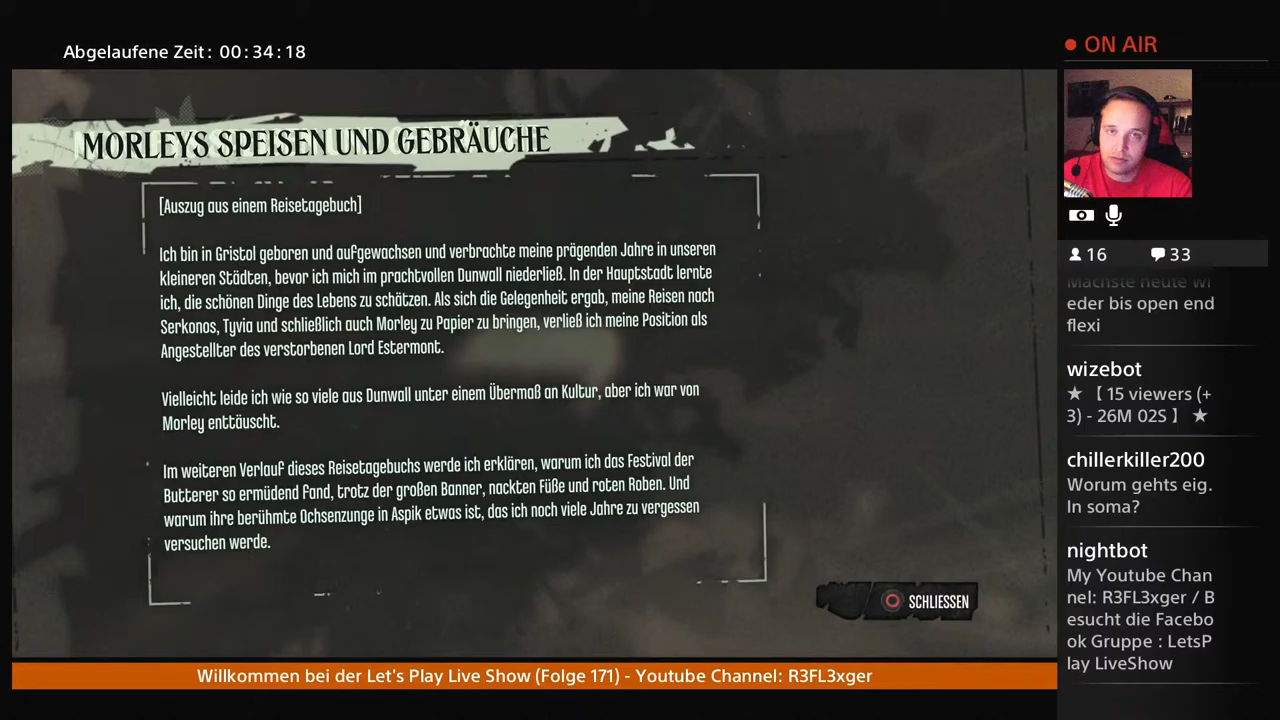 Abgelaufene Zeit: 00:34:18
MORLEYS SPEISEN UND GEBRÄUCHE
[Auszug aus einem Reisetagebuch]
Ich bin in Gristol geboren und aufgewachsen und verbrachte meine prägenden Jahre in unseren
kleineren Städten, bevor ich mich im prachtvollen Dunwall niederließ. In der Hauptstadt lernte
ich, die schönen Dinge des Lebens zu schätzen. Als sich die Gelegenheit ergab, meine Reisen nach
Serkonos, Tyvia und schließlich auch Morley zu Papier zu bringen, verließ ich meine Position als
Angestellter des verstorbenen Lord Estermont.
Vielleicht leide ich wie so viele aus Dunwall unter einem Übermaß an Kultur, aber ich war von
Morley enttäuscht.
Im weiteren Verlauf dieses Reisetagebuchs werde ich erklären, warum ich das Festival der
Butterer so ermüdend fand, trotz der großen Banner, nackten Füße und roten Roben. Und
warum ihre berühmte Ochsenzunge in Aspik etwas ist, das ich noch viele Jahre zu vergessen
versuchen werde.
SCHLIESSEN
Willkommen bei der Let's Play Live Show (Folge 171) - Youtube Channel: R3FL3xger
ON AIR
16 33
Machste heute wi
eder bis open end
flexi
wizebot
★ 【 15 viewers (+
3) - 26M 02S 】 ★
chillerkiller200
Worum gehts eig.
In soma?
nightbot
My Youtube Chan
nel: R3FL3xger / B
esucht die Facebo
ok Gruppe : LetsP
lay LiveShow